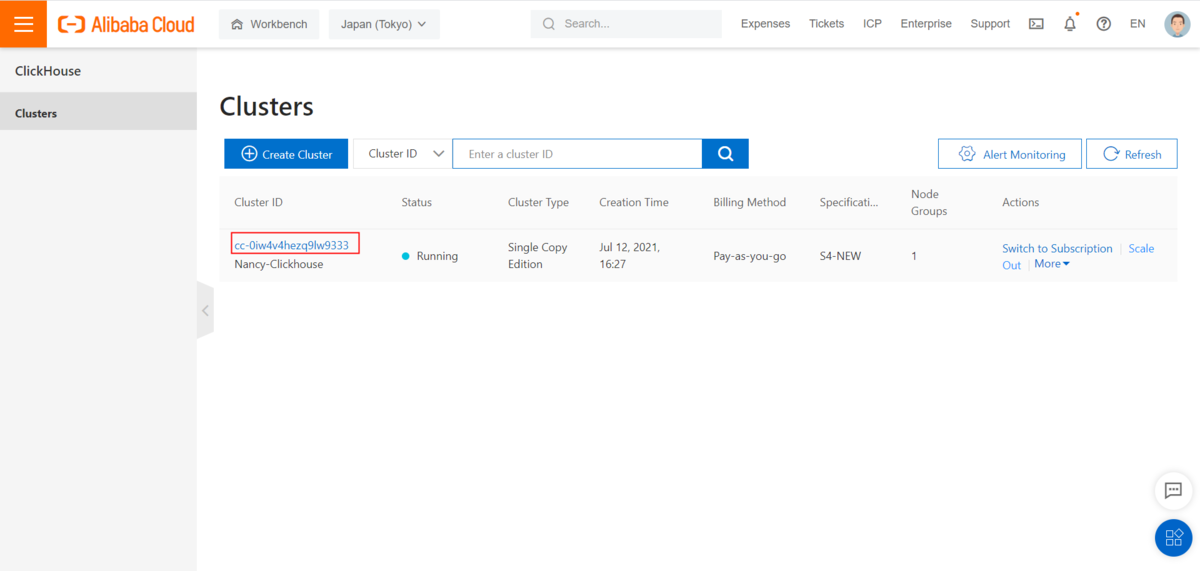 Alibaba Cloud
Workbench
Japan (Tokyo)
Search...
Expenses
Tickets
ICP
Enterprise
Support
EN
ClickHouse
Clusters
Clusters
Create Cluster
Cluster ID
Enter a cluster ID
Alert Monitoring
Refresh
Cluster ID
Status
Cluster Type
Creation Time
Billing Method
Specificati...
Node
Groups
Actions
cc-0iw4v4hezq9lw9333
Nancy-Clickhouse
Running
Single Copy
Edition
Jul 12, 2021,
16:27
Pay-as-you-go
S4-NEW
1
Switch to Subscription
Scale
Out
More